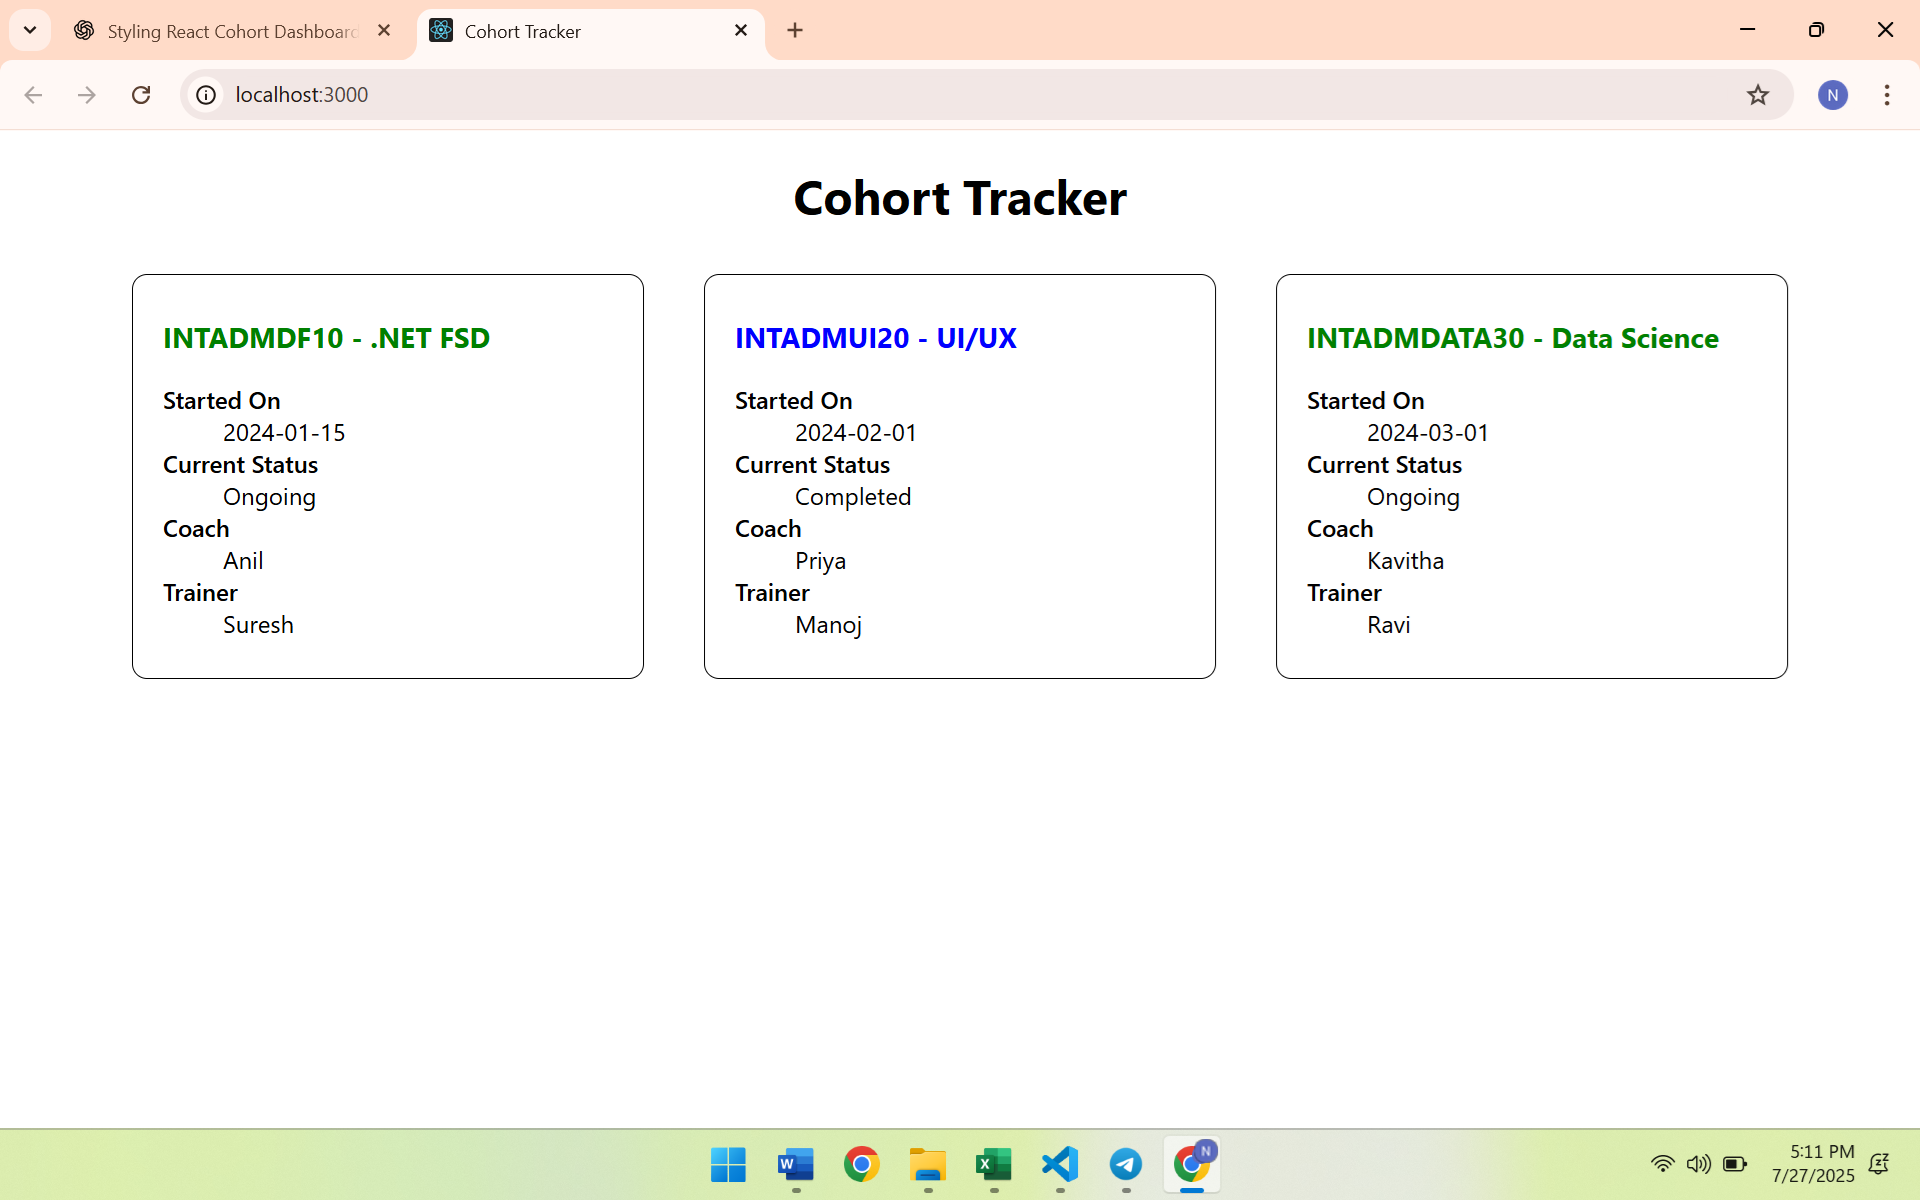 Styling React Cohort Dashboard
Cohort Tracker
localhost:3000
N
Cohort Tracker
INTADMDF10 - .NET FSD
Started On
2024-01-15
Current Status
Ongoing
Coach
Anil
Trainer
Suresh
INTADMUI20 - UI/UX
Started On
2024-02-01
Current Status
Completed
Coach
Priya
Trainer
Manoj
INTADMDATA30 - Data Science
Started On
2024-03-01
Current Status
Ongoing
Coach
Kavitha
Trainer
Ravi
W
X
N
5:11 PM
7/27/2025